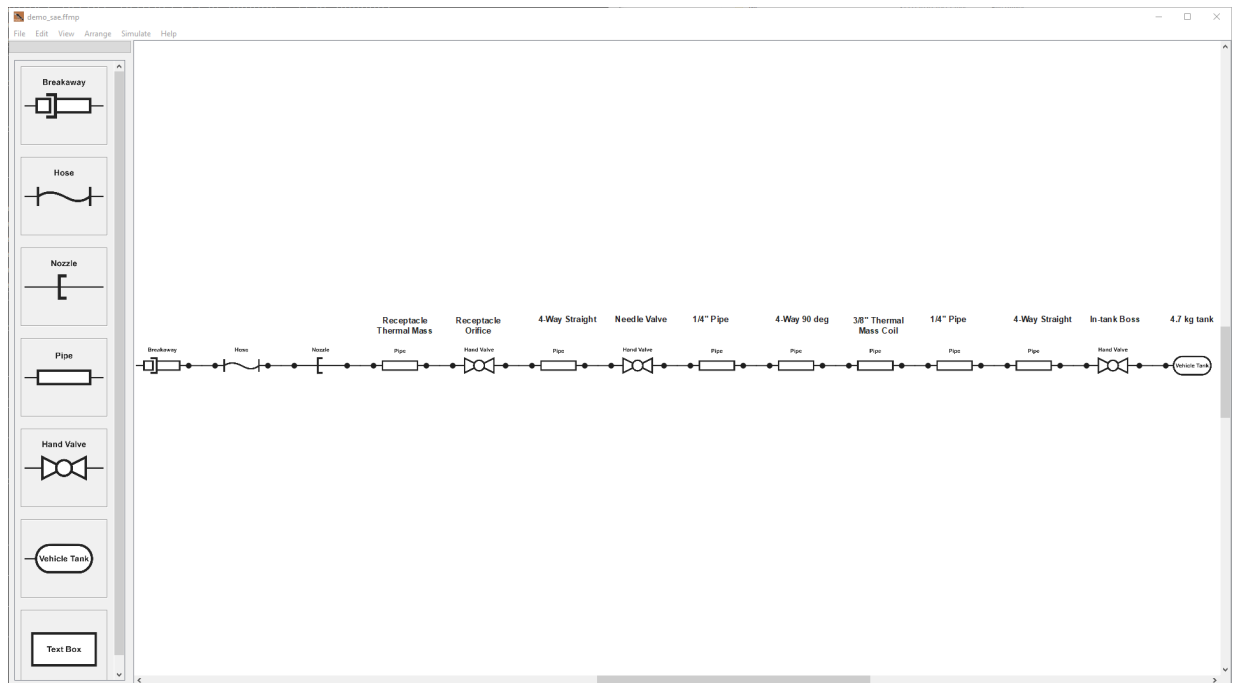 demo_sae.ffmp
File Edit View Arrange Simulate Help
Breakaway
Hose
Nozzle
Pipe
Hand Valve
Vehicle Tank
Text Box
Receptacle
Thermal Mass
Receptacle
Orifice
4-Way Straight
Needle Valve
1/4" Pipe
4-Way 90 deg
3/8" Thermal
Mass Coil
1/4" Pipe
4-Way Straight
In-tank Boss
4.7 kg tank
Breakaway
Hose
Nozzle
Pipe
Hand Valve
Pipe
Hand Valve
Pipe
Pipe
Pipe
Pipe
Pipe
Hand Valve
Vehicle Tank